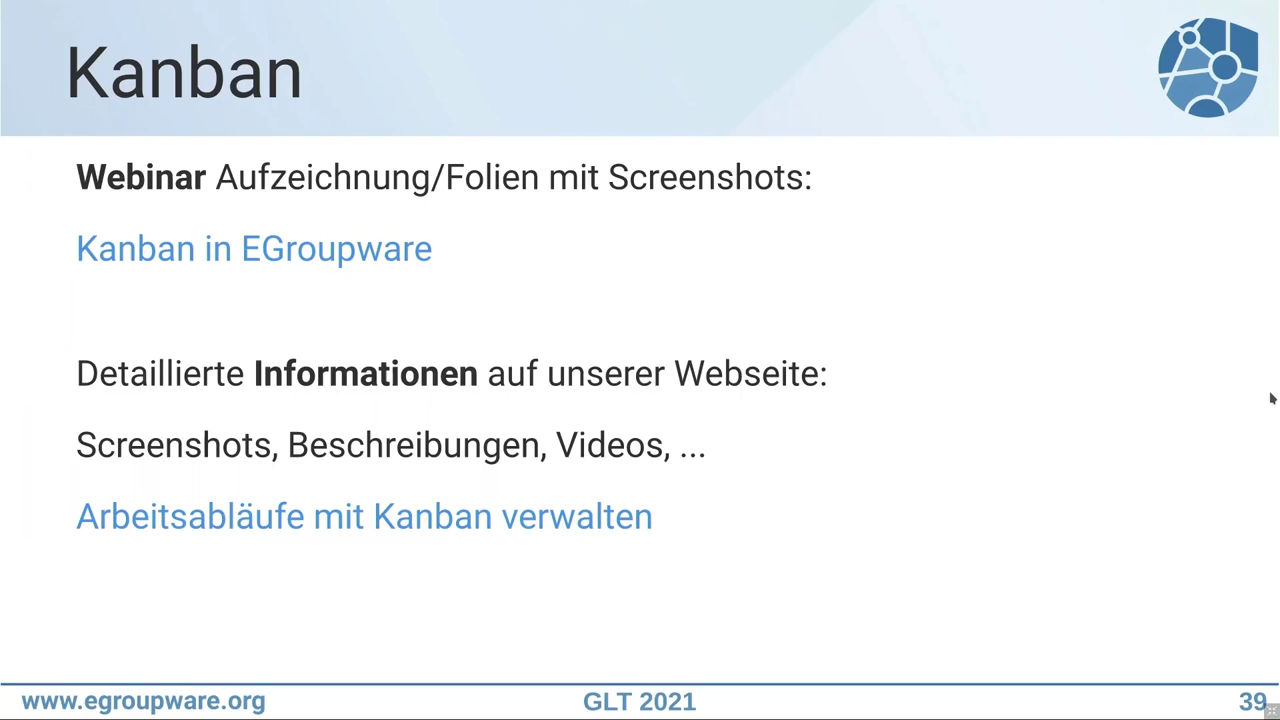 Kanban
Webinar Aufzeichnung/Folien mit Screenshots:
Kanban in EGroupware
Detaillierte Informationen auf unserer Webseite:
Screenshots, Beschreibungen, Videos, ...
Arbeitsabläufe mit Kanban verwalten
www.egroupware.org GLT 2021 39